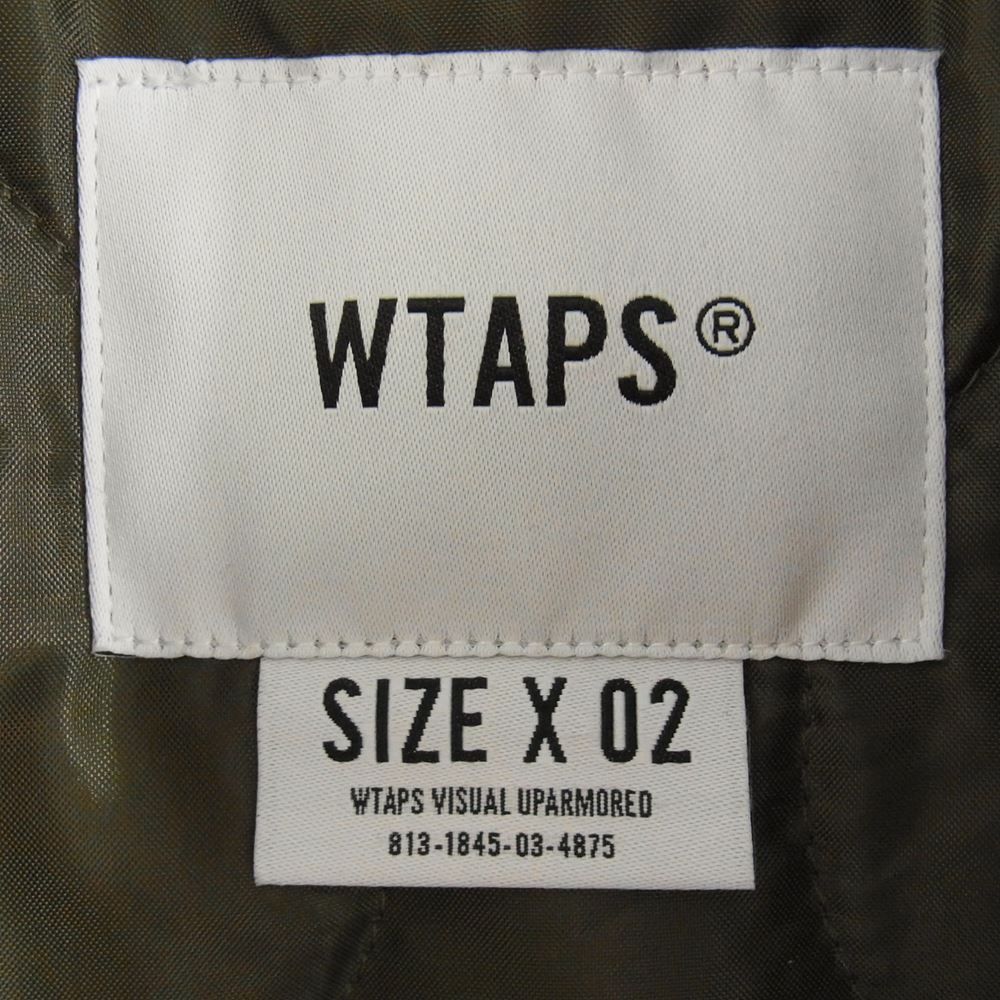 WTAPS®
SIZE X 02
WTAPS VISUAL UPARMORED
813-1845-03-4875